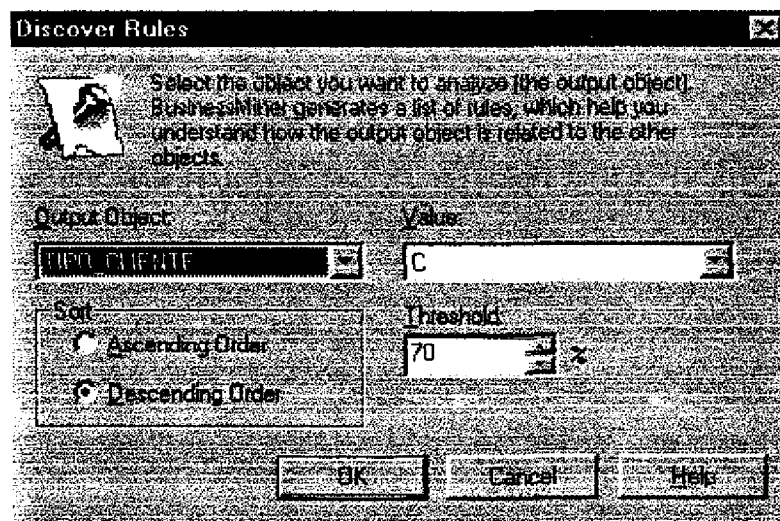 Discover Rules
Select the object you want to analyze (the output object).
BusinessMiner generates a list of rules, which help you
understand how the output object is related to the other
objects.
Output Object: Value:
TIPO_CLIENTE C
Sort Threshold:
Ascending Order 70 %
Descending Order
OK Cancel Help